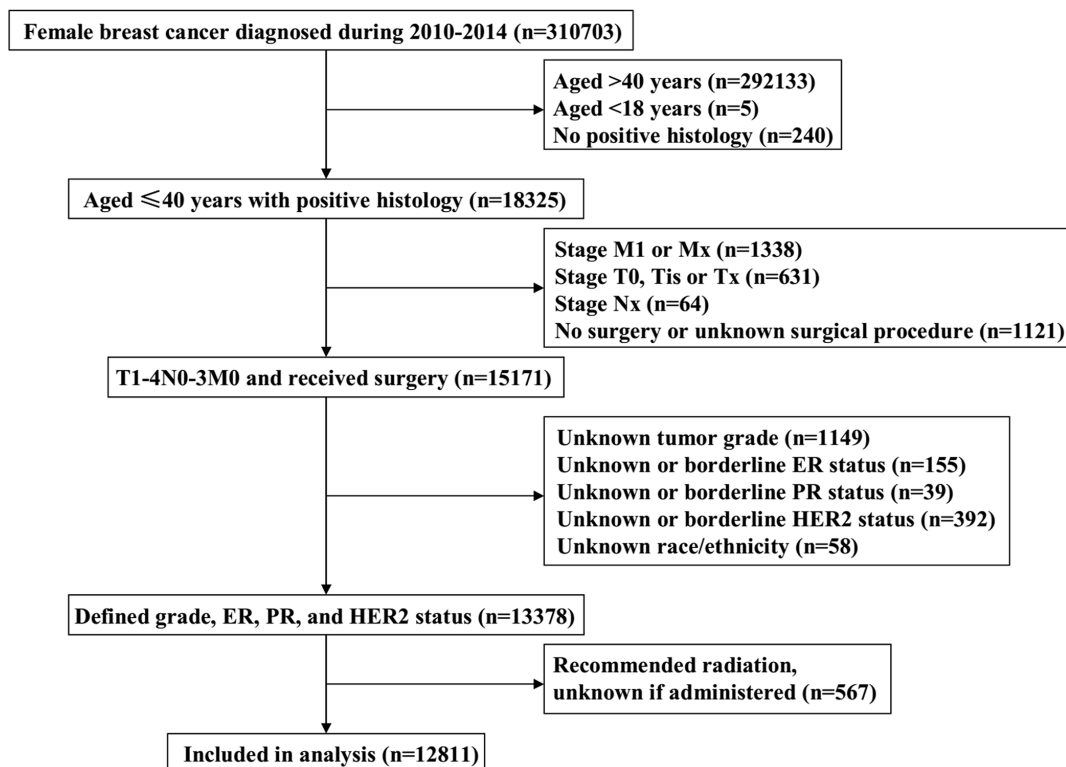 Female breast cancer diagnosed during 2010-2014 (n=310703)
Aged >40 years (n=292133)
Aged <18 years (n=5)
No positive histology (n=240)
Aged ≤40 years with positive histology (n=18325)
Stage M1 or Mx (n=1338)
Stage T0, Tis or Tx (n=631)
Stage Nx (n=64)
No surgery or unknown surgical procedure (n=1121)
T1-4N0-3M0 and received surgery (n=15171)
Unknown tumor grade (n=1149)
Unknown or borderline ER status (n=155)
Unknown or borderline PR status (n=39)
Unknown or borderline HER2 status (n=392)
Unknown race/ethnicity (n=58)
Defined grade, ER, PR, and HER2 status (n=13378)
Recommended radiation,
unknown if administered (n=567)
Included in analysis (n=12811)